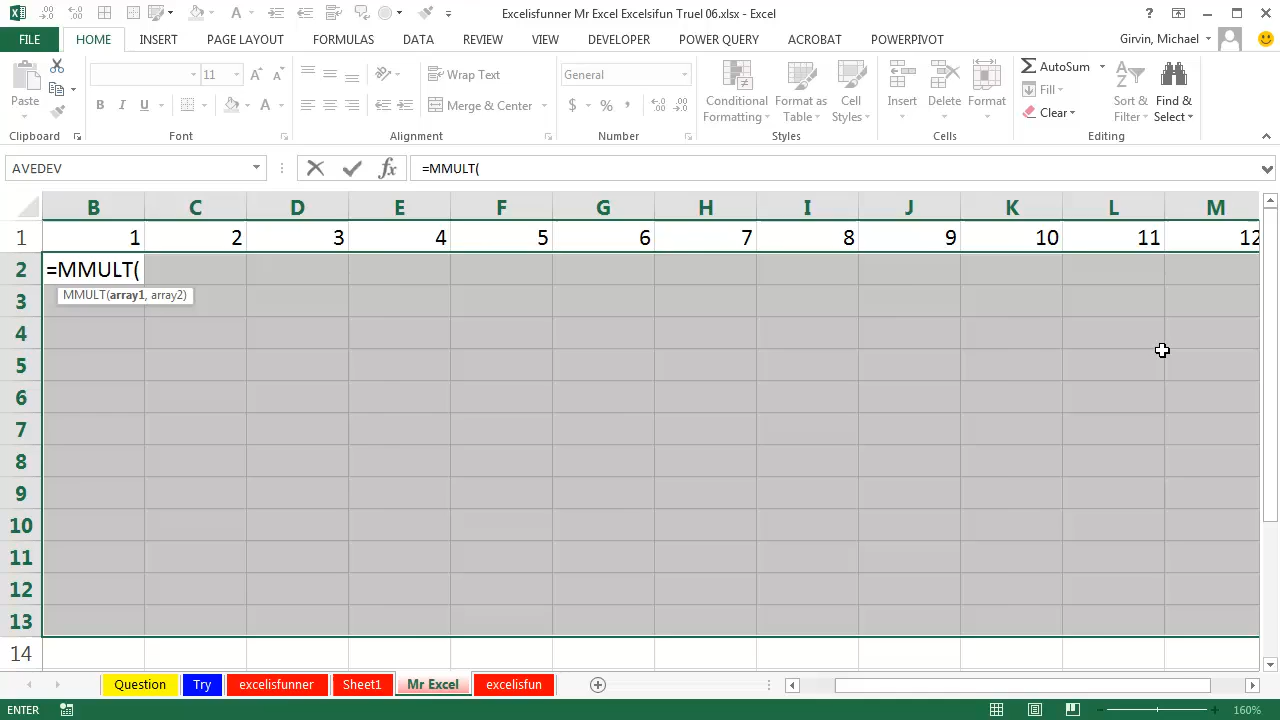 Excelisfunner Mr Excel Excelsifun Truel 06.xlsx - Excel
FILE HOME INSERT PAGE LAYOUT FORMULAS DATA REVIEW VIEW DEVELOPER POWER QUERY ACROBAT POWERPIVOT Girvin, Michael
11 Wrap Text General AutoSum
Paste Conditional Format as Cell Insert Delete Format Fill Sort & Find &
B I U Merge & Center $ % Formatting Table Styles Clear Filter Select
Clipboard Font Alignment Number Styles Cells Editing
AVEDEV fx =MMULT(
B C D E F G H I J K L M
1 1 2 3 4 5 6 7 8 9 10 11 12
2 =MMULT(
MMULT(array1, array2)
3
4
5
6
7
8
9
10
11
12
13
14
Question Try excelisfunner Sheet1 Mr Excel excelisfun
ENTER 160%